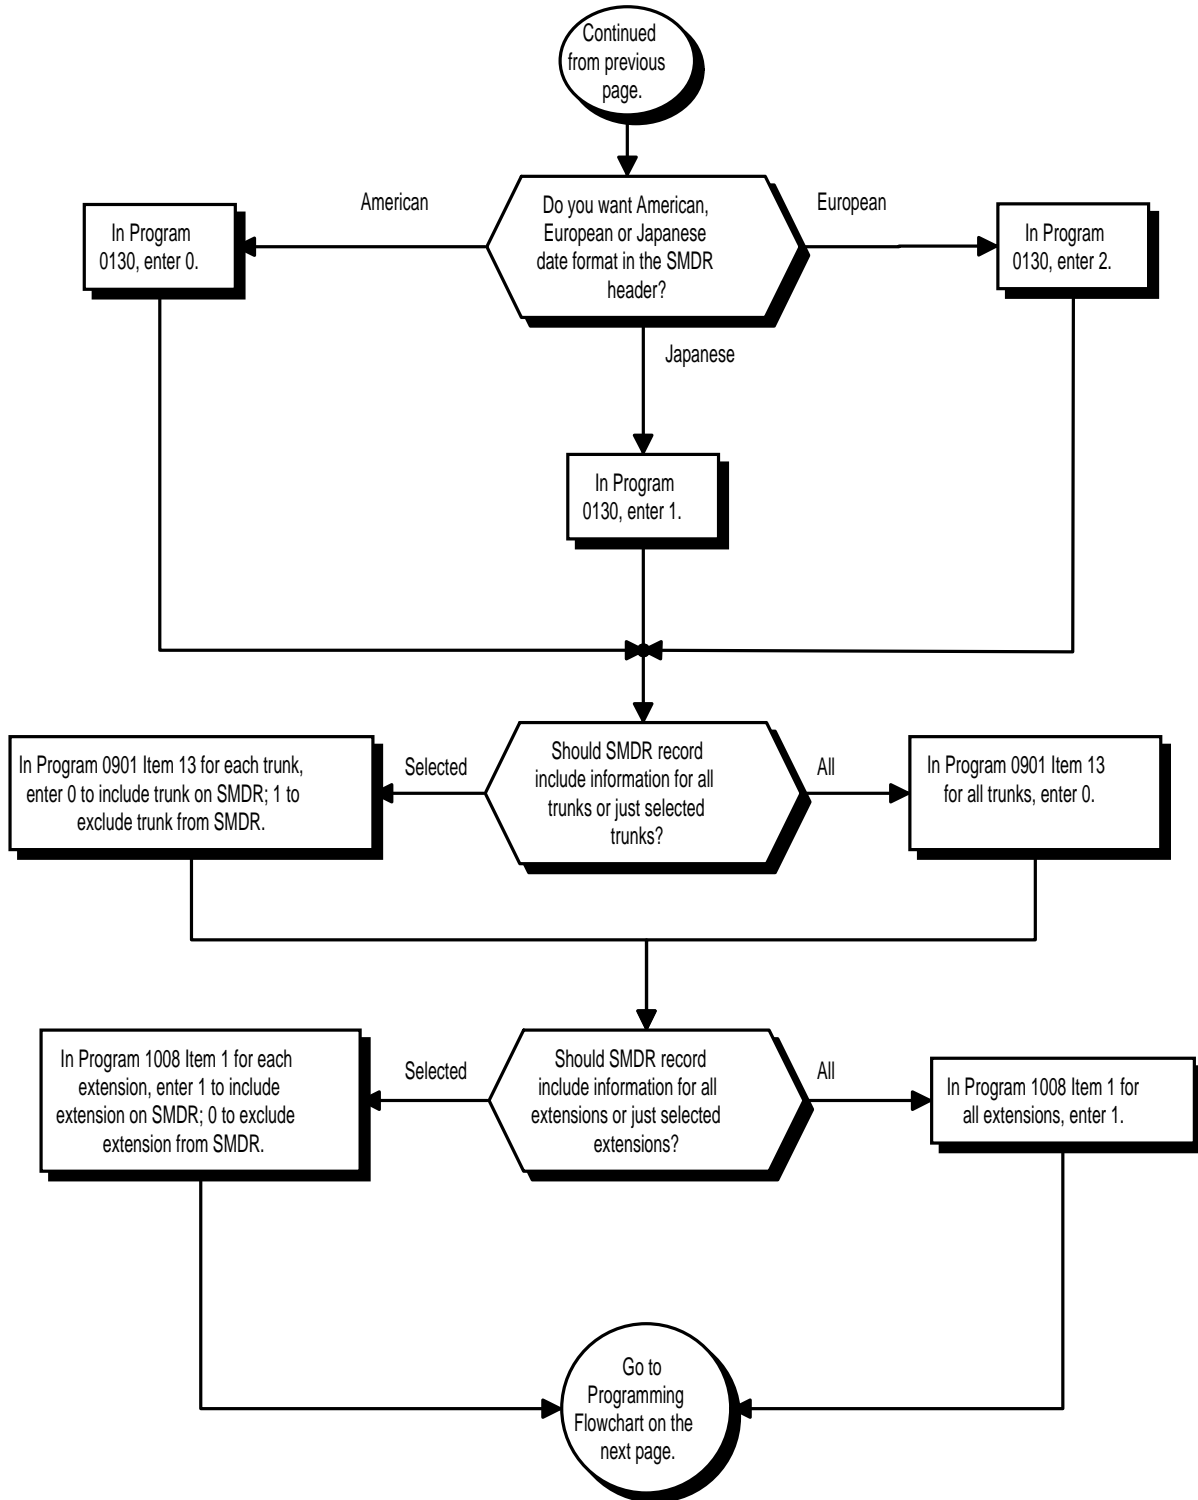 Continued
from previous
page.
American
Do you want American,
European or Japanese
date format in the SMDR
header?
European
In Program
0130, enter 0.
In Program
0130, enter 2.
Japanese
In Program
0130, enter 1.
In Program 0901 Item 13 for each trunk,
enter 0 to include trunk on SMDR; 1 to
exclude trunk from SMDR.
Selected
Should SMDR record
include information for all
trunks or just selected
trunks?
All
In Program 0901 Item 13
for all trunks, enter 0.
In Program 1008 Item 1 for each
extension, enter 1 to include
extension on SMDR; 0 to exclude
extension from SMDR.
Selected
Should SMDR record
include information for all
extensions or just selected
extensions?
All
In Program 1008 Item 1 for
all extensions, enter 1.
Go to
Programming
Flowchart on the
next page.